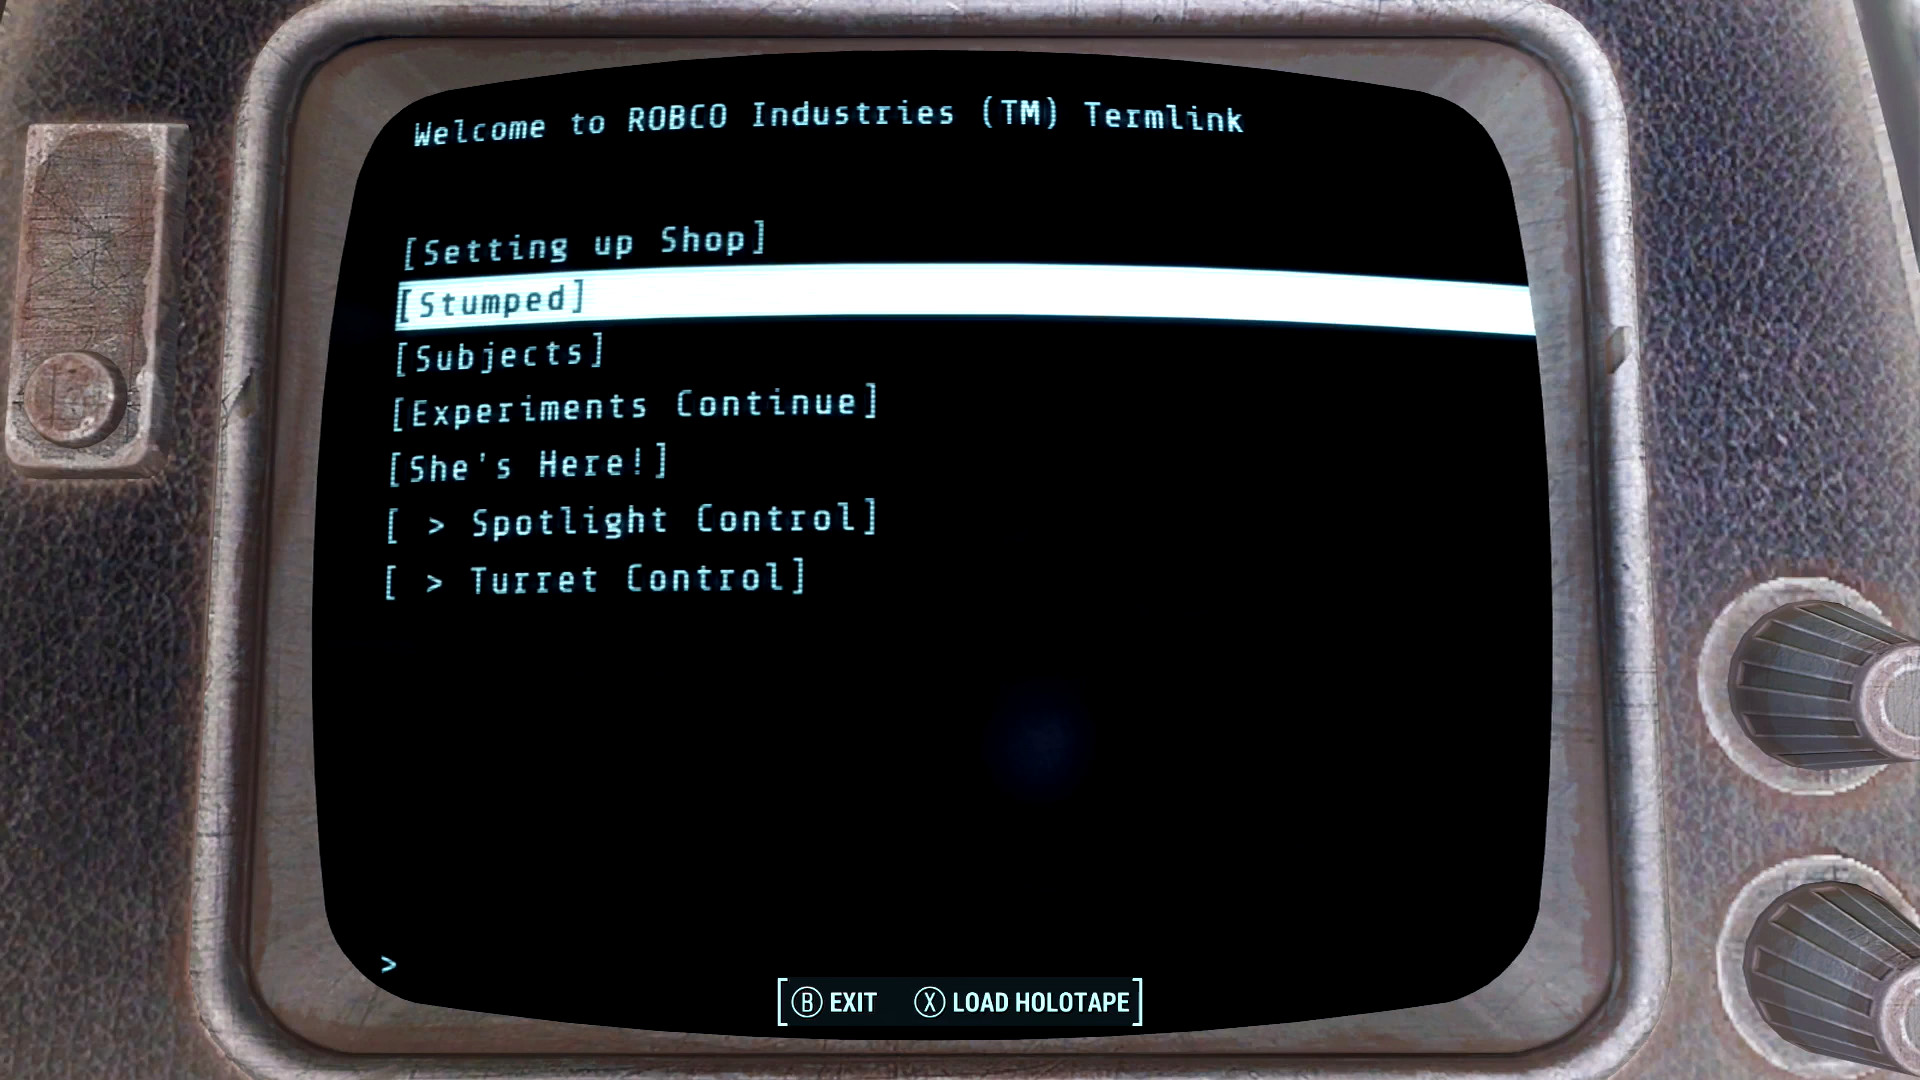 Welcome to ROBCO Industries (TM) Termlink
[Setting up Shop]
[Stumped]
[Subjects]
[Experiments Continue]
[She's Here!]
[ > Spotlight Control]
[ > Turret Control]
>
[Ⓑ EXIT Ⓧ LOAD HOLOTAPE]